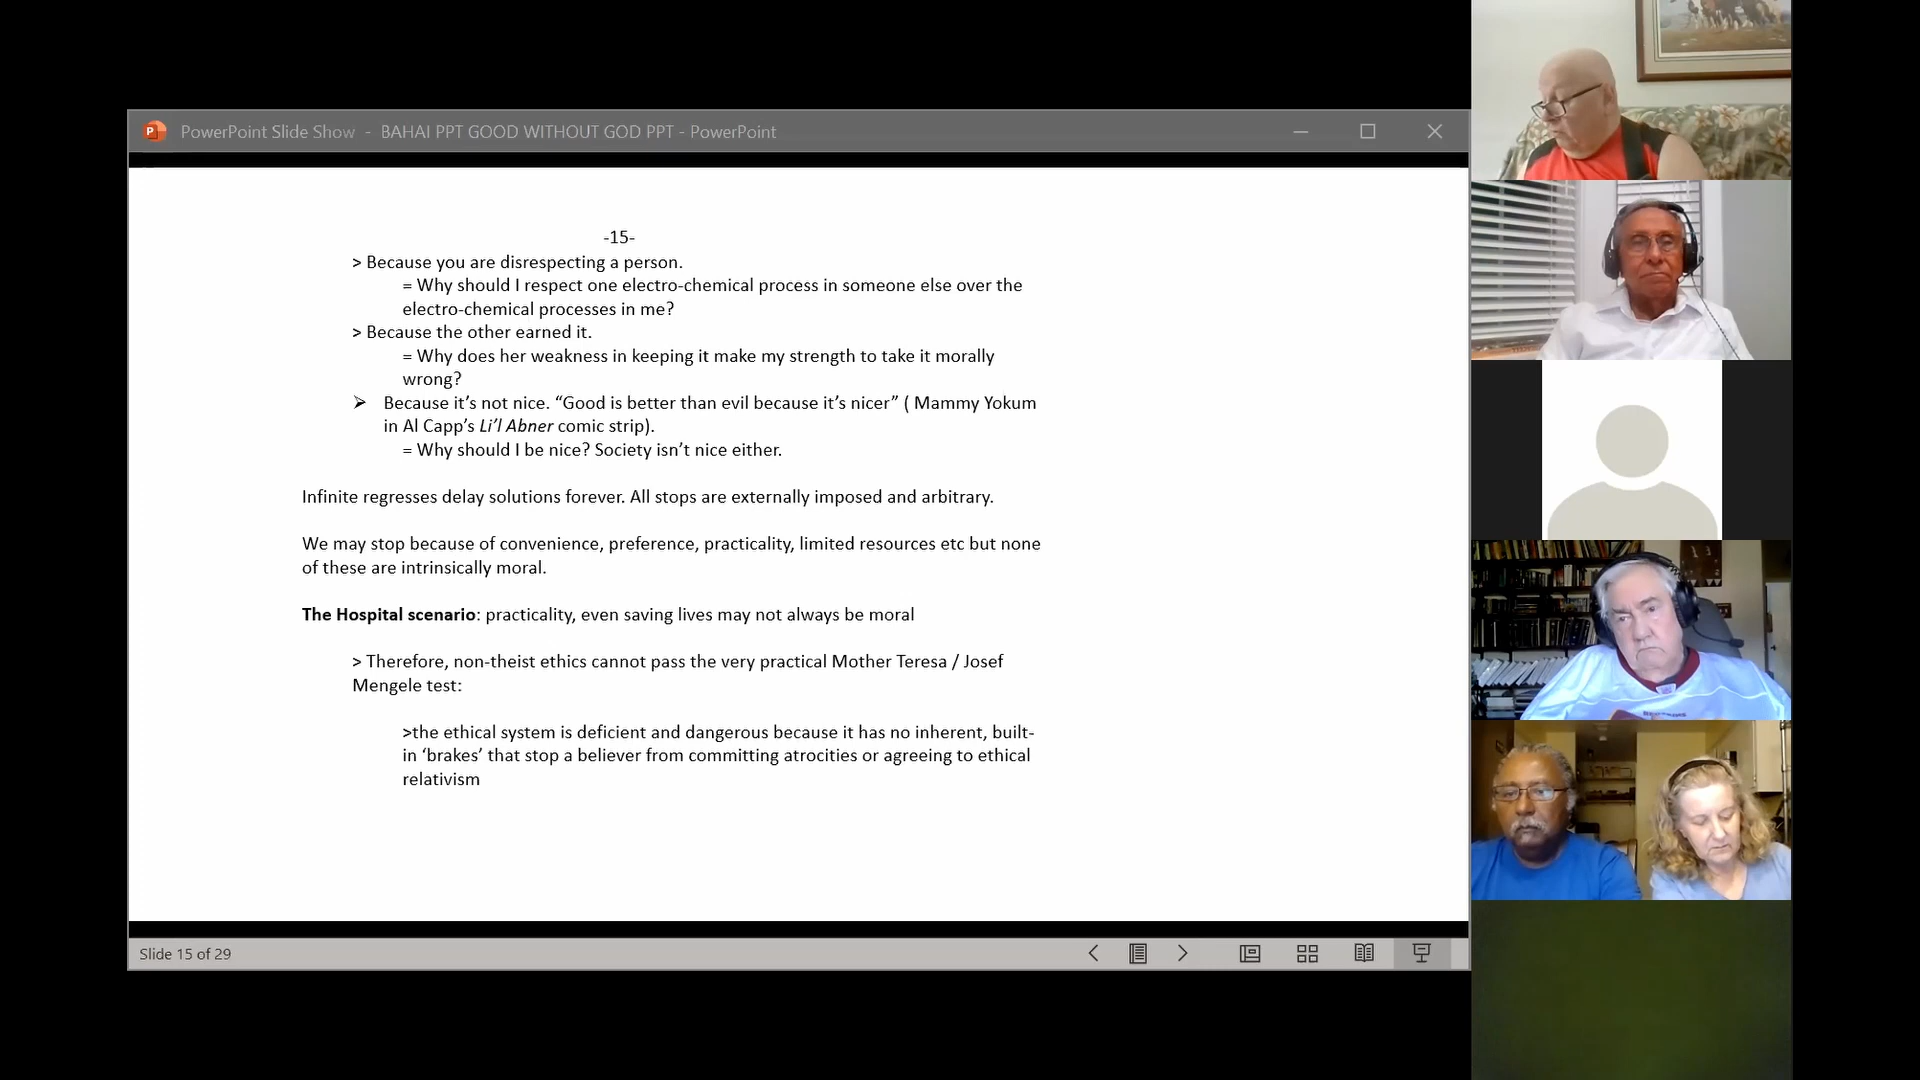 PowerPoint Slide Show - BAHAI PPT GOOD WITHOUT GOD PPT - PowerPoint
-15-
> Because you are disrespecting a person.
= Why should I respect one electro-chemical process in someone else over the
electro-chemical processes in me?
> Because the other earned it.
= Why does her weakness in keeping it make my strength to take it morally
wrong?
➤ Because it’s not nice. “Good is better than evil because it’s nicer” ( Mammy Yokum
in Al Capp’s Li’l Abner comic strip).
= Why should I be nice? Society isn’t nice either.
Infinite regresses delay solutions forever. All stops are externally imposed and arbitrary.
We may stop because of convenience, preference, practicality, limited resources etc but none
of these are intrinsically moral.
The Hospital scenario: practicality, even saving lives may not always be moral
> Therefore, non-theist ethics cannot pass the very practical Mother Teresa / Josef
Mengele test:
>the ethical system is deficient and dangerous because it has no inherent, built-
in ‘brakes’ that stop a believer from committing atrocities or agreeing to ethical
relativism
Slide 15 of 29